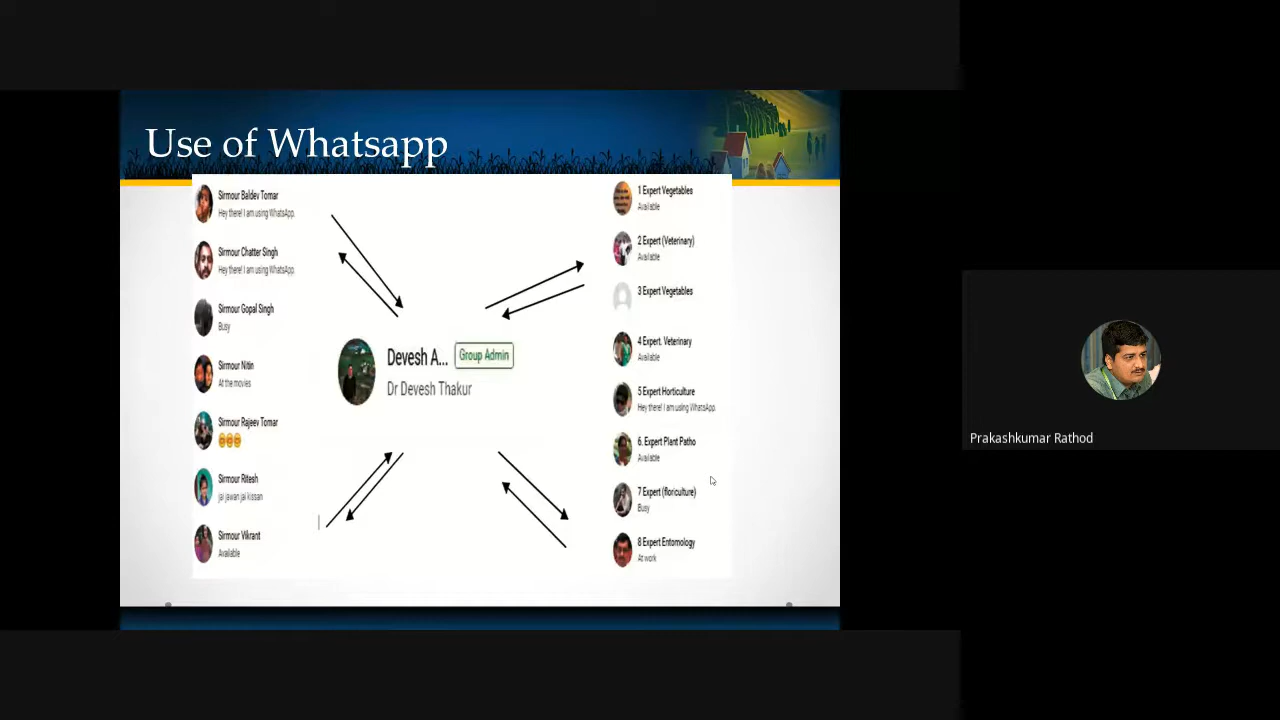 Use of Whatsapp
Sirmour Baldev Tomar
Hey there! I am using WhatsApp.
Sirmour Chatter Singh
Hey there! I am using WhatsApp.
Sirmour Gopal Singh
Busy
Sirmour Nitin
At the movies
Sirmour Rajeev Tomar
Sirmour Ritesh
jai jawan jai kissan
Sirmour Vikrant
Available
Devesh A... Group Admin
Dr Devesh Thakur
1 Expert Vegetables
Available
2 Expert (Veterinary)
Available
3 Expert Vegetables
4 Expert. Veterinary
Available
5 Expert Horticulture
Hey there! I am using WhatsApp.
6. Expert Plant Patho
Available
7 Expert (floriculture)
Busy
8 Expert Entomology
At work
Prakashkumar Rathod